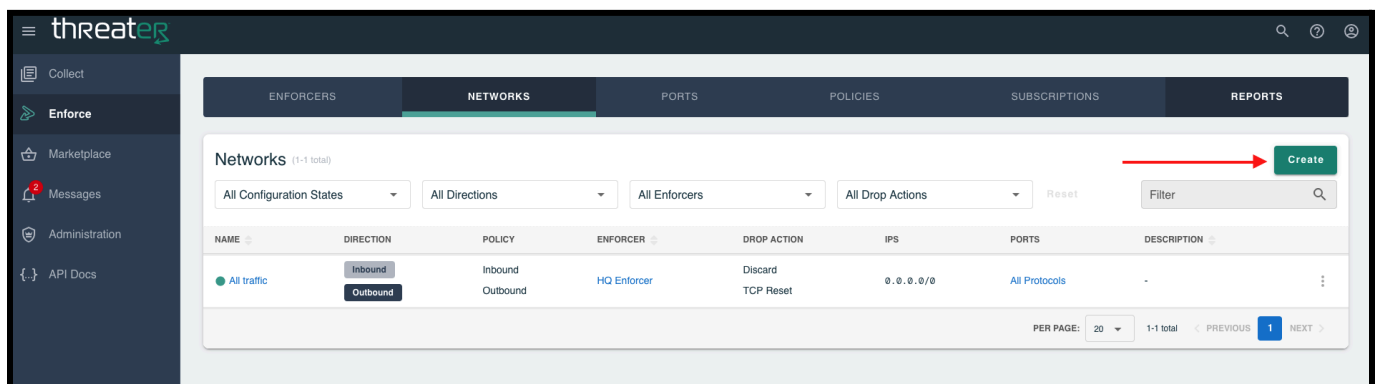 threater
Collect
Enforce
Marketplace
2
Messages
Administration
{...} API Docs
ENFORCERS NETWORKS PORTS POLICIES SUBSCRIPTIONS REPORTS
Networks (1-1 total)
Create
All Configuration States All Directions All Enforcers All Drop Actions Reset Filter
NAME DIRECTION POLICY ENFORCER DROP ACTION IPS PORTS DESCRIPTION
All traffic Inbound Inbound HQ Enforcer Discard 0.0.0.0/0 All Protocols -
Outbound Outbound TCP Reset
PER PAGE: 20 1-1 total < PREVIOUS 1 NEXT >